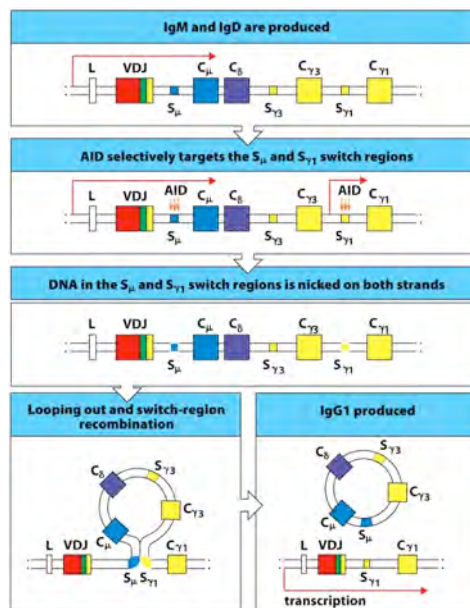 IgM and IgD are produced
L VDJ Cμ Cδ Cγ3 Cγ1
Sμ Sγ3 Sγ1
AID selectively targets the Sμ and Sγ1 switch regions
AID AID
L VDJ Cμ Cδ Cγ3 Cγ1
Sμ Sγ3 Sγ1
DNA in the Sμ and Sγ1 switch regions is nicked on both strands
L VDJ Cμ Cδ Cγ3 Cγ1
Sμ Sγ3 Sγ1
Looping out and switch-region
recombination
Sγ3
Cδ
Cγ3
Cμ
L VDJ Cγ1
Sμ Sγ1
IgG1 produced
Sγ3
Cδ
Cγ3
Cμ
Sμ
L VDJ Cγ1
Sγ1
transcription